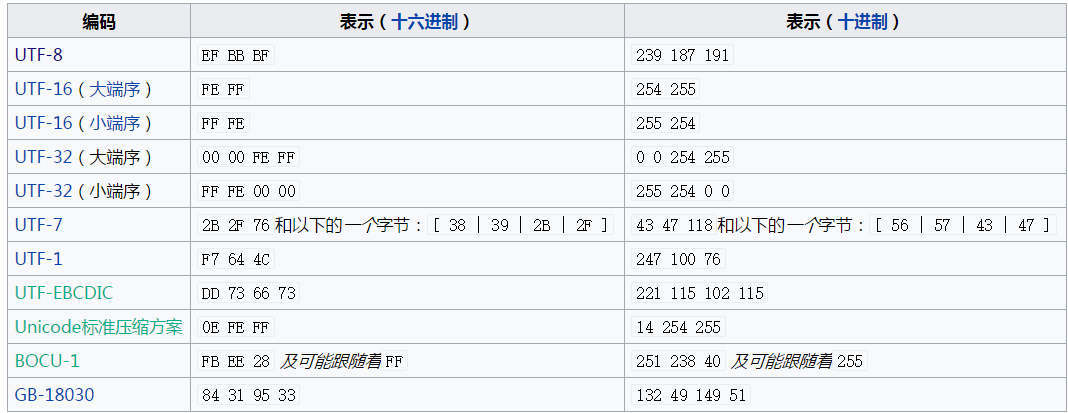 编码 表示（十六进制） 表示（十进制）
UTF-8 EF BB BF 239 187 191
UTF-16（大端序） FE FF 254 255
UTF-16（小端序） FF FE 255 254
UTF-32（大端序） 00 00 FE FF 0 0 254 255
UTF-32（小端序） FF FE 00 00 255 254 0 0
UTF-7 2B 2F 76 和以下的一个字节：[ 38 | 39 | 2B | 2F ] 43 47 118 和以下的一个字节：[ 56 | 57 | 43 | 47 ]
UTF-1 F7 64 4C 247 100 76
UTF-EBCDIC DD 73 66 73 221 115 102 115
Unicode标准压缩方案 0E FE FF 14 254 255
BOCU-1 FB EE 28 及可能跟随着 FF 251 238 40 及可能跟随着 255
GB-18030 84 31 95 33 132 49 149 51